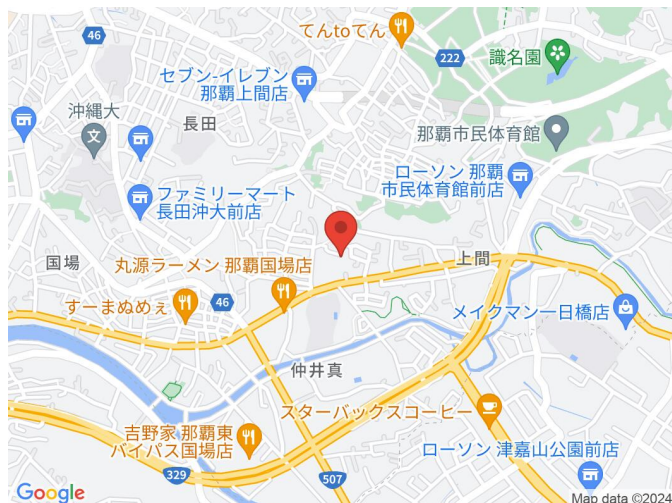 てんtoてん
46
222
識名園
セブン-イレブン
那覇上間店
沖縄大
長田
那覇市民体育館
ローソン 那覇
市民体育館前店
ファミリーマート
長田沖大前店
国場
丸源ラーメン 那覇国場店
上間
すーまぬめぇ
46
メイクマン一日橋店
仲井真
スターバックスコーヒー
吉野家 那覇東
バイパス国場店
ローソン 津嘉山公園前店
329
507
Google
Map data ©2024